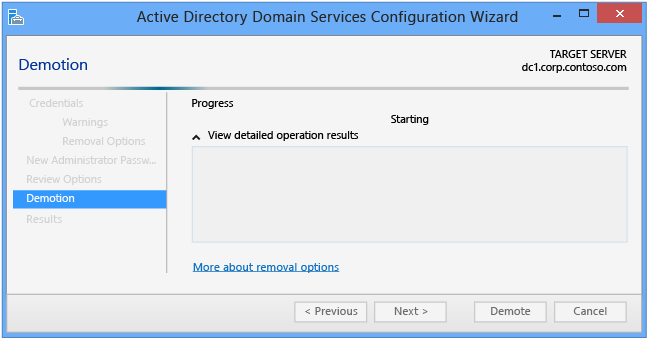 Active Directory Domain Services Configuration Wizard
TARGET SERVER
dc1.corp.contoso.com
Demotion
Credentials
Warnings
Removal Options
New Administrator Passw...
Review Options
Demotion
Results
Progress
Starting
View detailed operation results
More about removal options
< Previous
Next >
Demote
Cancel